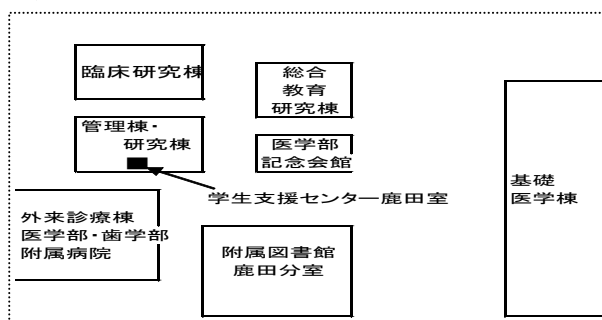 臨床研究棟
総合
教育
研究棟
管理棟・
研究棟
医学部
記念会館
学生支援センター鹿田室
基礎
医学棟
外来診療棟
医学部・歯学部
附属病院
附属図書館
鹿田分室